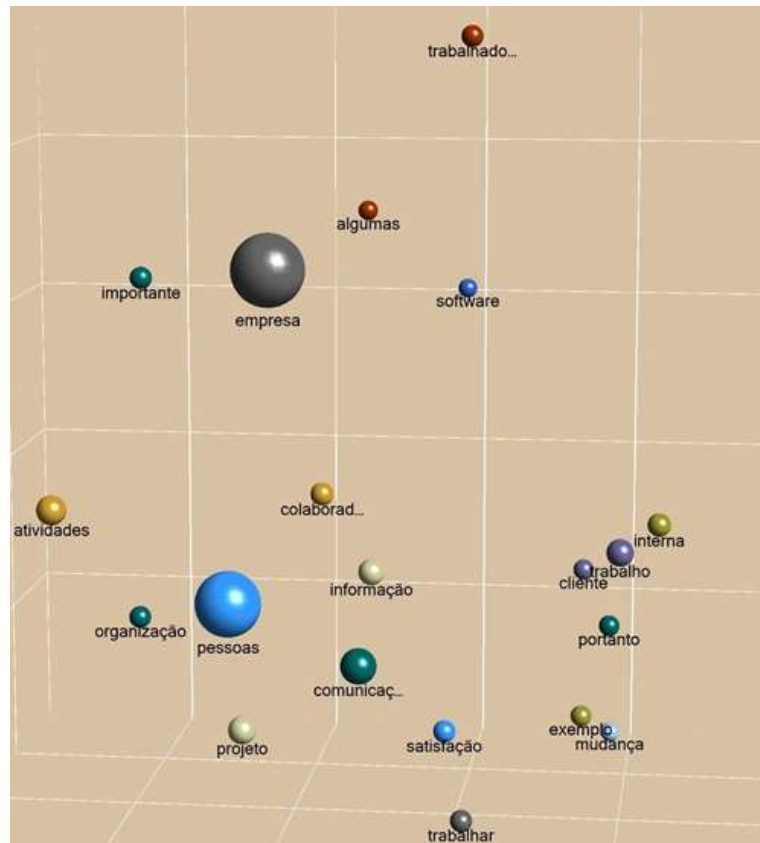 trabalhado...
algumas
importante
software
empresa
colaborad...
atividades
interna
trabalho
cliente
informação
organização
portanto
pessoas
comunicaç...
exemplo
mudança
projeto
satisfação
trabalhar